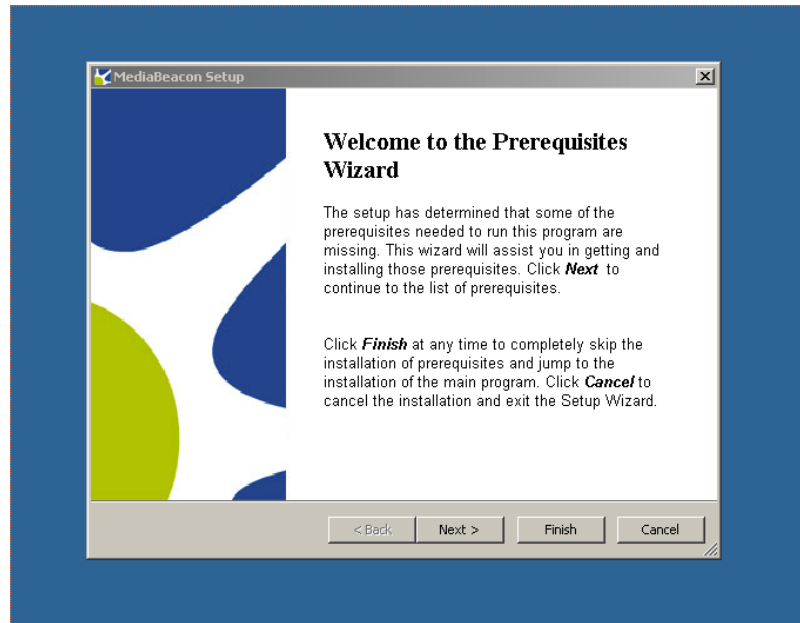 MediaBeacon Setup
Welcome to the Prerequisites
Wizard
The setup has determined that some of the
prerequisites needed to run this program are
missing. This wizard will assist you in getting and
installing those prerequisites. Click Next to
continue to the list of prerequisites.
Click Finish at any time to completely skip the
installation of prerequisites and jump to the
installation of the main program. Click Cancel to
cancel the installation and exit the Setup Wizard.
< Back
Next >
Finish
Cancel